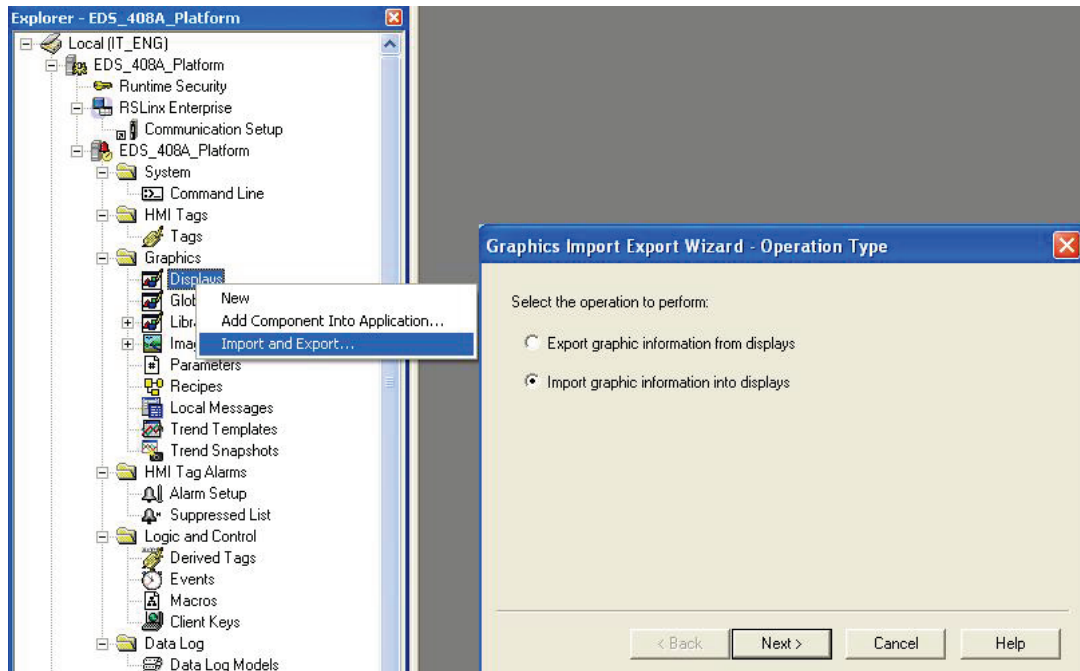 Explorer - EDS_408A_Platform
Local (IT_ENG)
EDS_408A_Platform
Runtime Security
RSLinx Enterprise
Communication Setup
EDS_408A_Platform
System
Command Line
HMI Tags
Tags
Graphics
Displays
New
Add Component Into Application...
Import and Export...
Parameters
Recipes
Local Messages
Trend Templates
Trend Snapshots
HMI Tag Alarms
Alarm Setup
Suppressed List
Logic and Control
Derived Tags
Events
Macros
Client Keys
Data Log
Data Log Models
Graphics Import Export Wizard - Operation Type
Select the operation to perform:
Export graphic information from displays
Import graphic information into displays
< Back
Next >
Cancel
Help